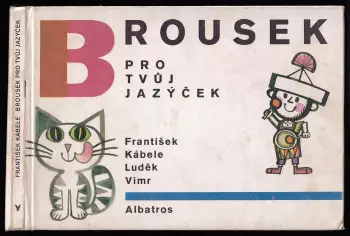 FRANTIŠEK KÁBELE BROUSEK PRO TVŮJ JAZÝČEK
BROUSEK
PRO
TVŮJ
JAZÝČEK
František
Kábele
Luděk
Vimr
Albatros